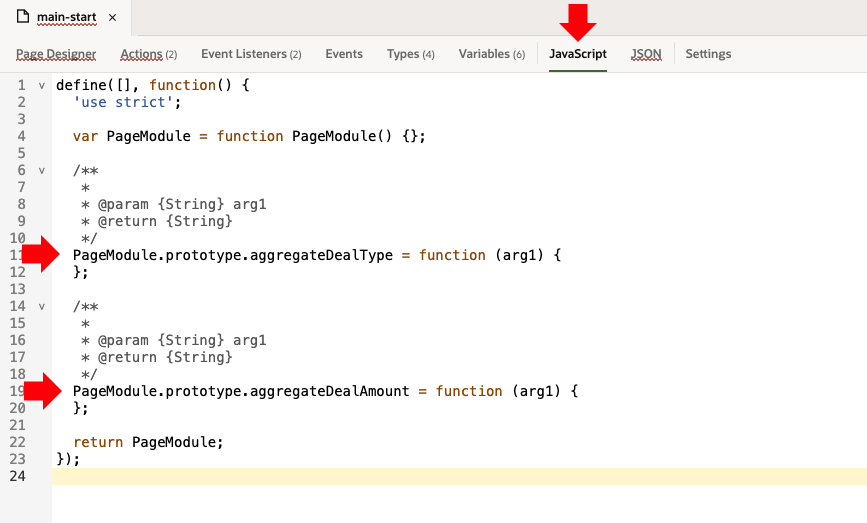 main-start ×
Page Designer Actions (2) Event Listeners (2) Events Types (4) Variables (6) JavaScript JSON Settings
1 v define([], function() {
2 'use strict';
3
4 var PageModule = function PageModule() {};
5
6 v /**
7 *
8 * @param {String} arg1
9 * @return {String}
10 */
11 PageModule.prototype.aggregateDealType = function (arg1) {
12 };
13
14 v /**
15 *
16 * @param {String} arg1
17 * @return {String}
18 */
19 PageModule.prototype.aggregateDealAmount = function (arg1) {
20 };
21
22 return PageModule;
23 });
24